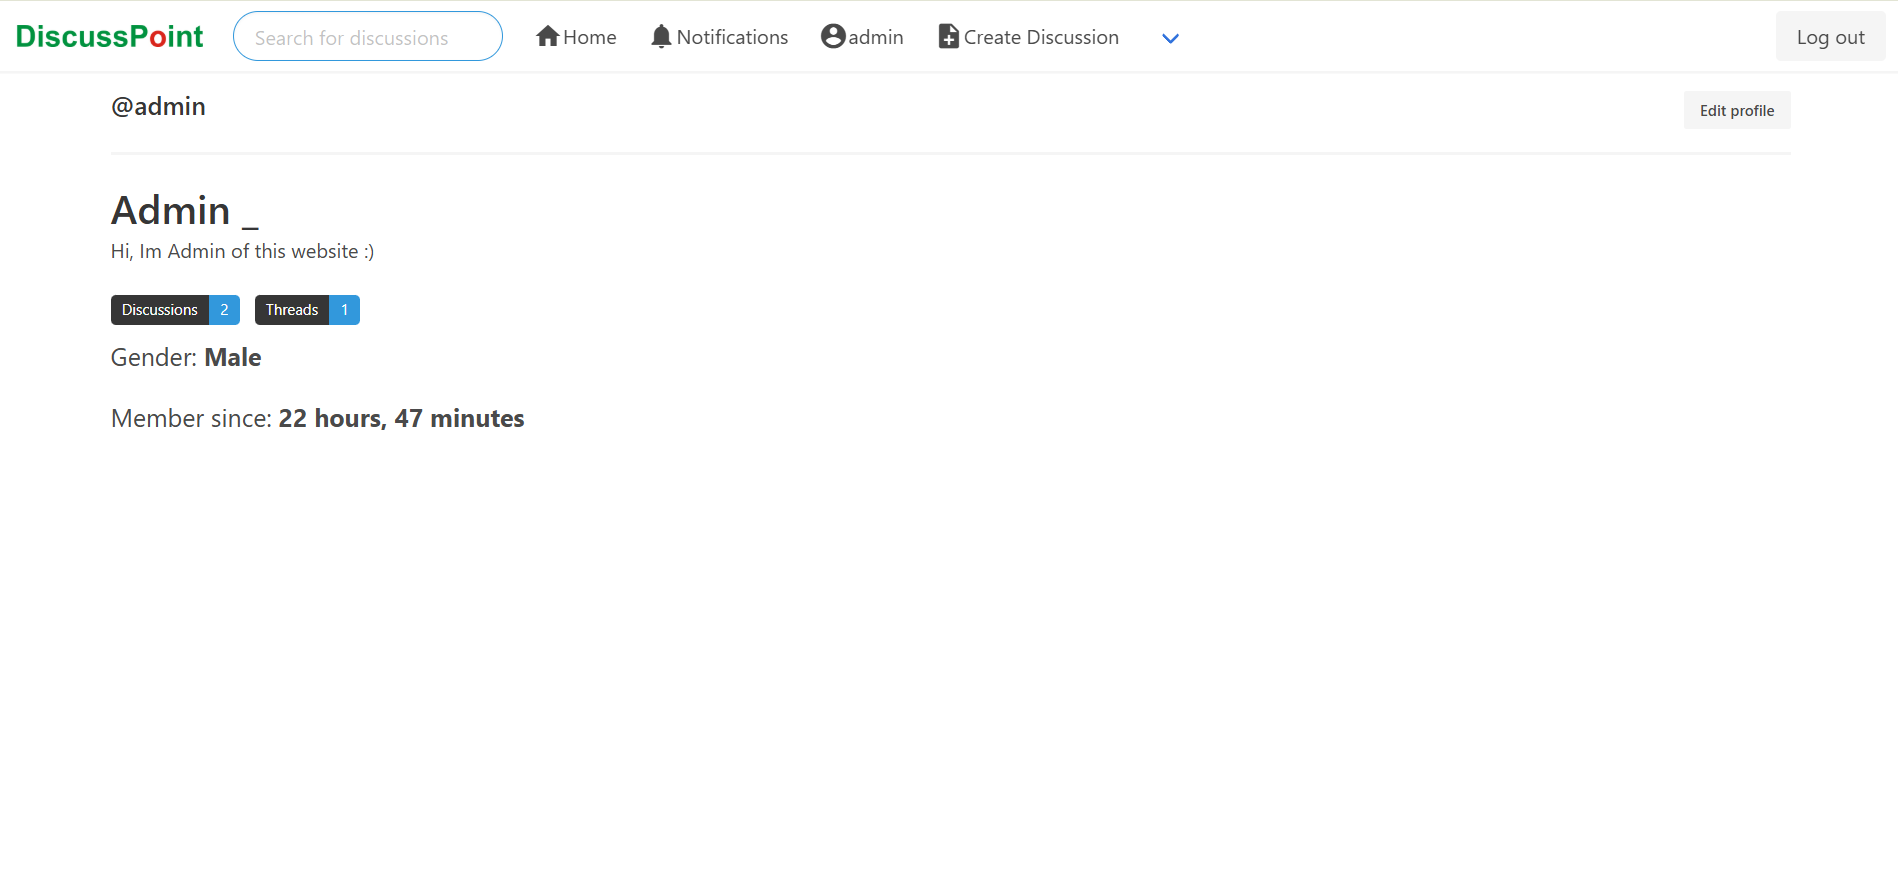 DiscussPoint Search for discussions Home Notifications admin Create Discussion Log out
@admin Edit profile
Admin _
Hi, Im Admin of this website :)
Discussions 2 Threads 1
Gender: Male
Member since: 22 hours, 47 minutes